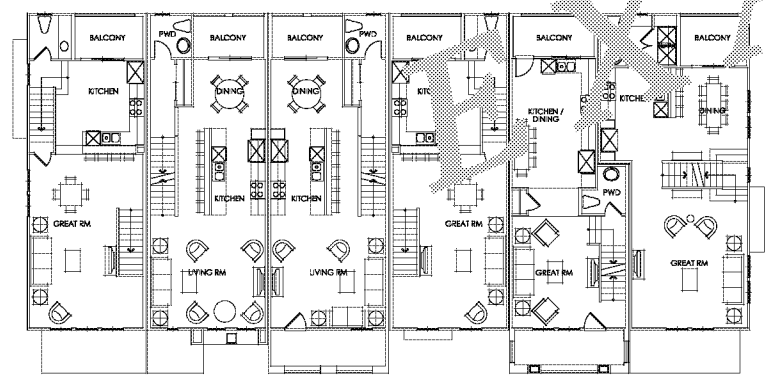 BALCONY
PWD
BALCONY
BALCONY
PWD
BALCONY
BALCONY
BALCONY
KITCHEN
DINING
DINING
KITCHEN /
DINING
KITCHEN
DINING
KITCHEN
KITCHEN
PWD
GREAT RM
GREAT RM
LIVING RM
LIVING RM
GREAT RM
GREAT RM